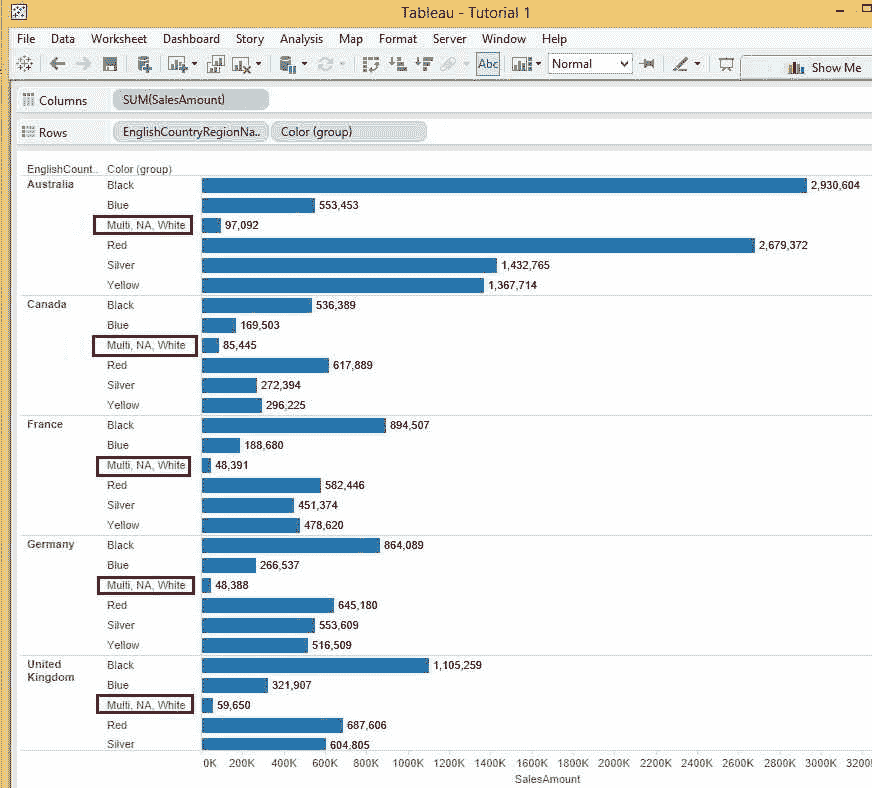 Tableau - Tutorial 1
File Data Worksheet Dashboard Story Analysis Map Format Server Window Help
Abc Normal Show Me
Columns SUM(SalesAmount)
Rows EnglishCountryRegionNa.. Color (group)
EnglishCount.. Color (group)
Australia Black 2,930,604
Blue 553,453
Multi, NA, White 97,092
Red 2,679,372
Silver 1,432,765
Yellow 1,367,714
Canada Black 536,389
Blue 169,503
Multi, NA, White 85,445
Red 617,889
Silver 272,394
Yellow 296,225
France Black 894,507
Blue 188,680
Multi, NA, White 48,391
Red 582,446
Silver 451,374
Yellow 478,620
Germany Black 864,089
Blue 266,537
Multi, NA, White 48,388
Red 645,180
Silver 553,609
Yellow 516,509
United Kingdom Black 1,105,259
Blue 321,907
Multi, NA, White 59,650
Red 687,606
Silver 604,805
0K 200K 400K 600K 800K 1000K 1200K 1400K 1600K 1800K 2000K 2200K 2400K 2600K 2800K 3000K 3200K
SalesAmount